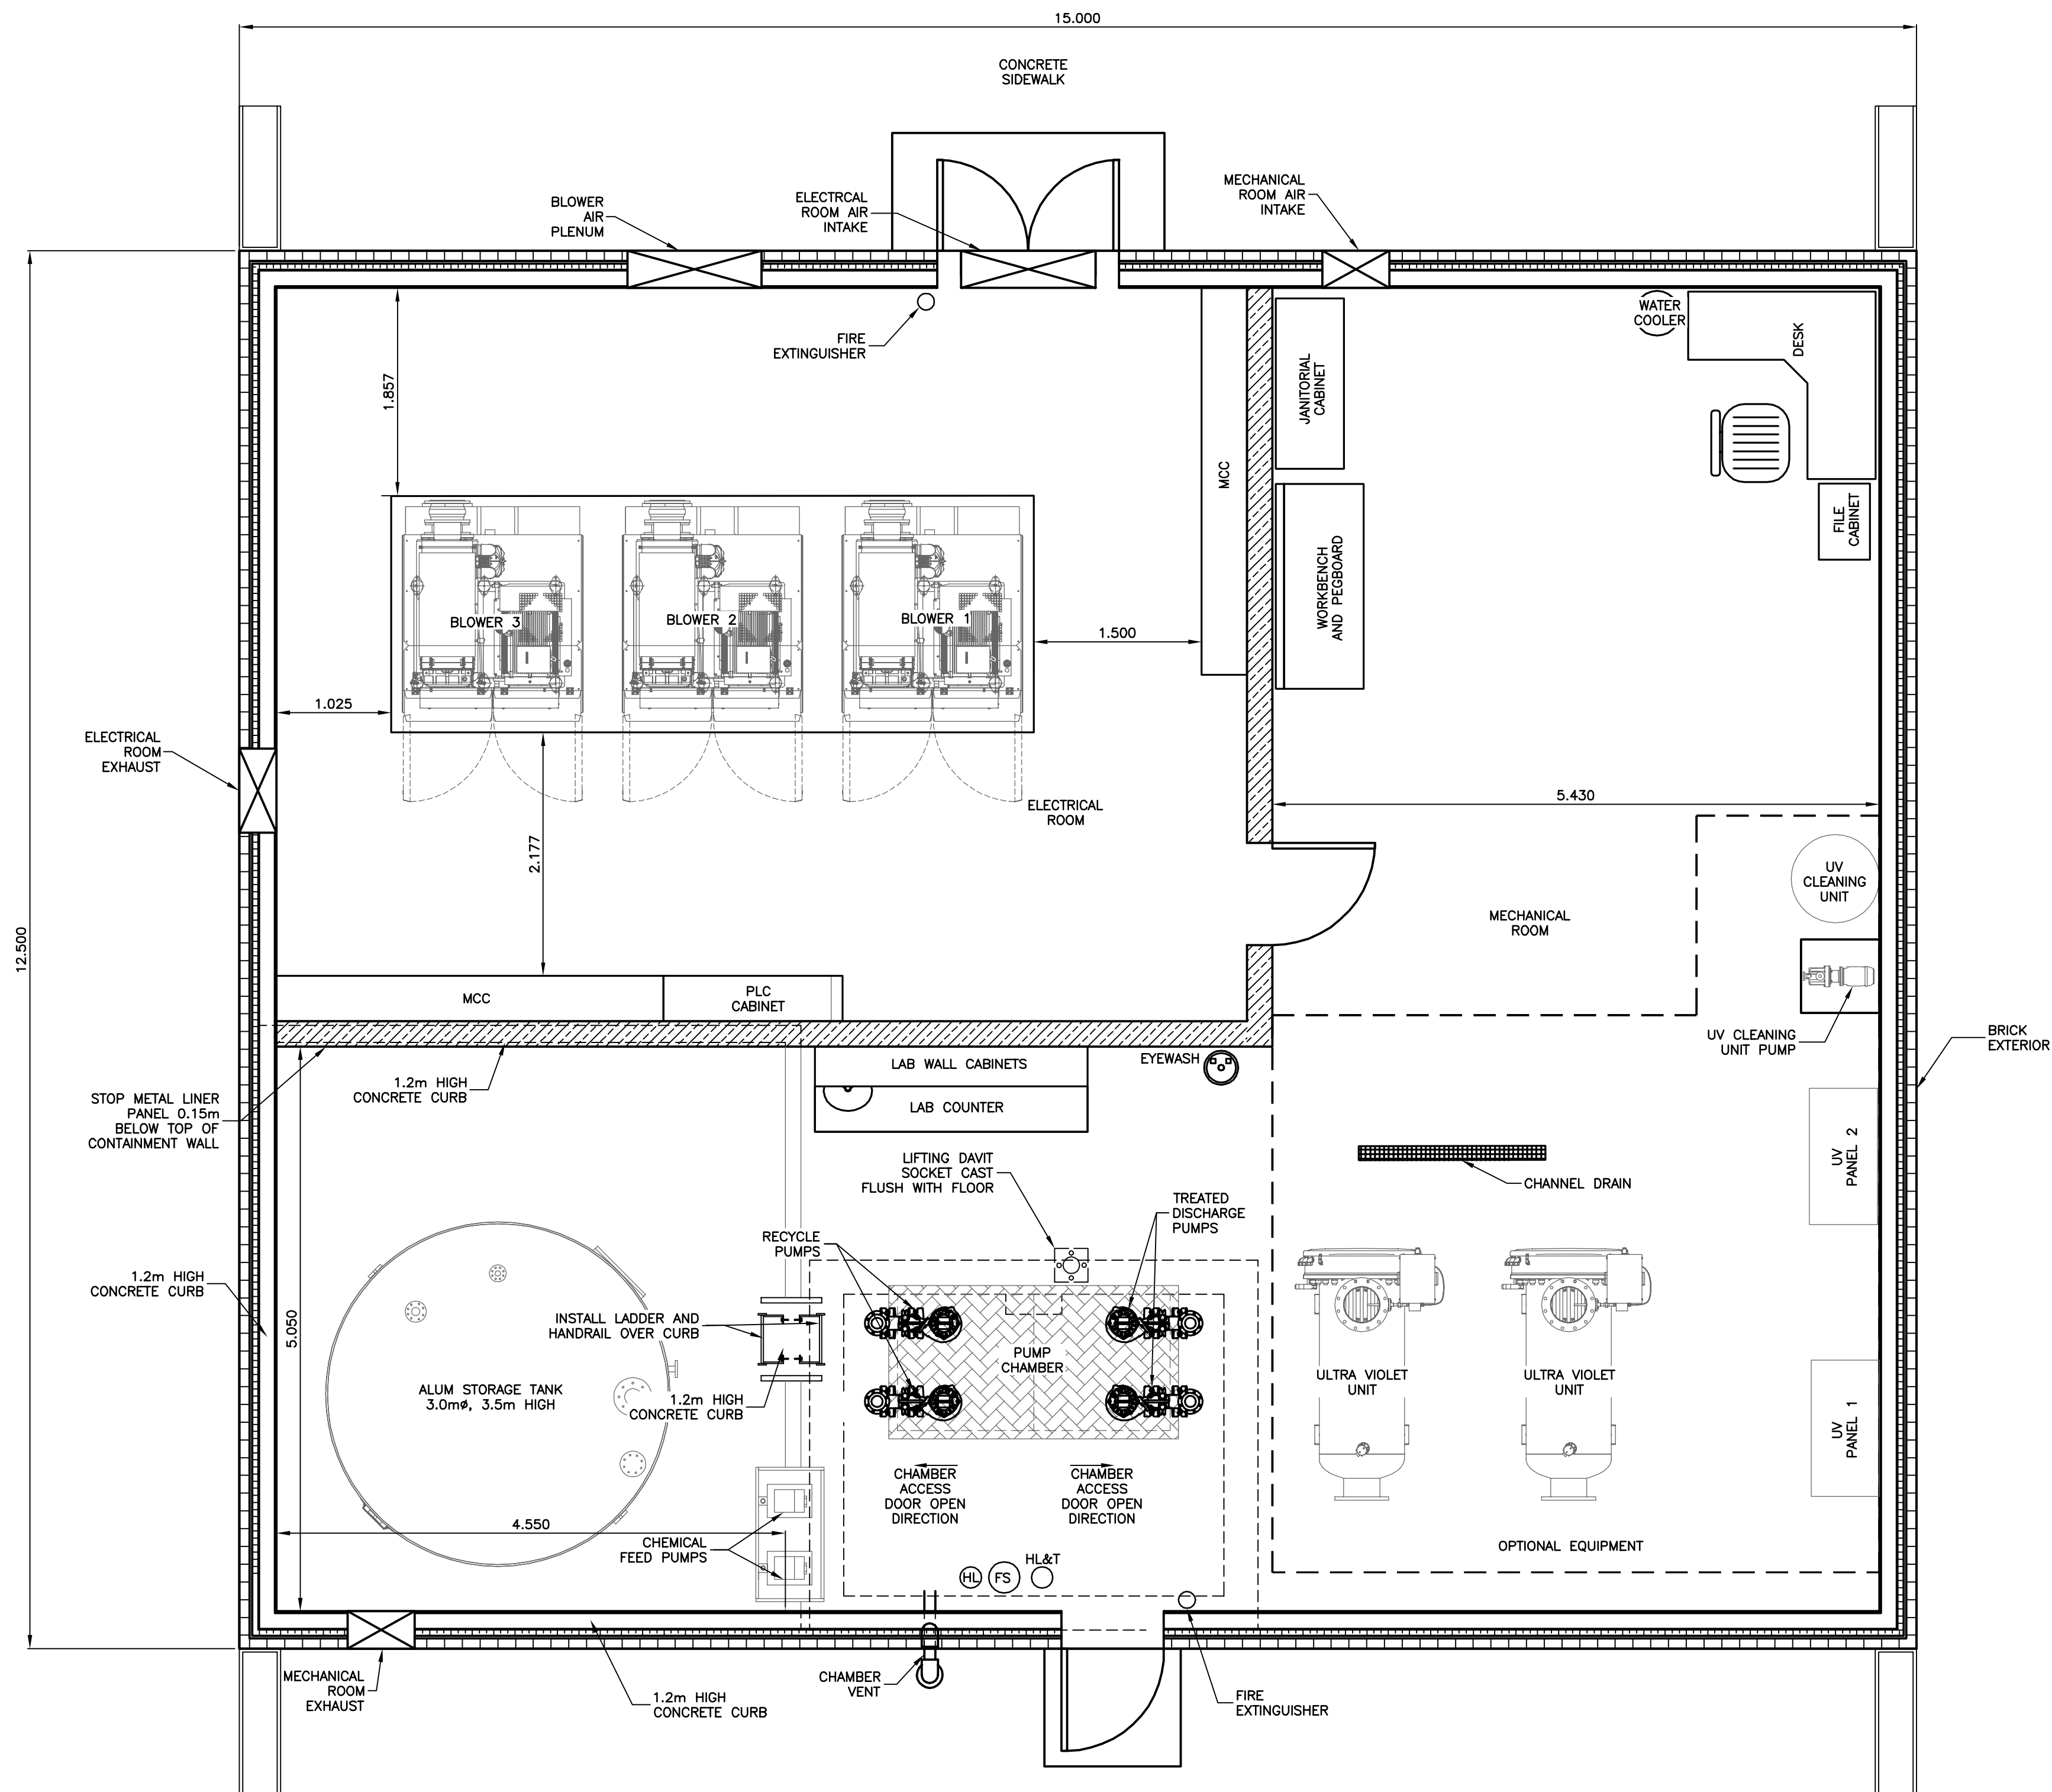 15.000
CONCRETE
SIDEWALK
BLOWER
AIR
PLENUM
ELECTRCAL
ROOM AIR
INTAKE
MECHANICAL
ROOM AIR
INTAKE
FIRE
EXTINGUISHER
1.857
MCC
JANITORIAL
CABINET
WATER
COOLER
DESK
FILE
CABINET
WORKBENCH
AND PEGBOARD
BLOWER 3
BLOWER 2
BLOWER 1
1.500
1.025
ELECTRICAL
ROOM
EXHAUST
ELECTRICAL
ROOM
5.430
2.177
12.500
MECHANICAL
ROOM
UV
CLEANING
UNIT
MCC
PLC
CABINET
UV CLEANING
UNIT PUMP
BRICK
EXTERIOR
1.2m HIGH
CONCRETE CURB
STOP METAL LINER
PANEL 0.15m
BELOW TOP OF
CONTAINMENT WALL
LAB WALL CABINETS
LAB COUNTER
EYEWASH
UV
PANEL 2
LIFTING DAVIT
SOCKET CAST
FLUSH WITH FLOOR
CHANNEL DRAIN
TREATED
DISCHARGE
PUMPS
RECYCLE
PUMPS
1.2m HIGH
CONCRETE CURB
5.050
INSTALL LADDER AND
HANDRAIL OVER CURB
PUMP
CHAMBER
ULTRA VIOLET
UNIT
ULTRA VIOLET
UNIT
ALUM STORAGE TANK
3.0mø, 3.5m HIGH
1.2m HIGH
CONCRETE CURB
UV
PANEL 1
CHAMBER
ACCESS
DOOR OPEN
DIRECTION
CHAMBER
ACCESS
DOOR OPEN
DIRECTION
4.550
CHEMICAL
FEED PUMPS
HL
FS
HL&T
OPTIONAL EQUIPMENT
MECHANICAL
ROOM
EXHAUST
1.2m HIGH
CONCRETE CURB
CHAMBER
VENT
FIRE
EXTINGUISHER